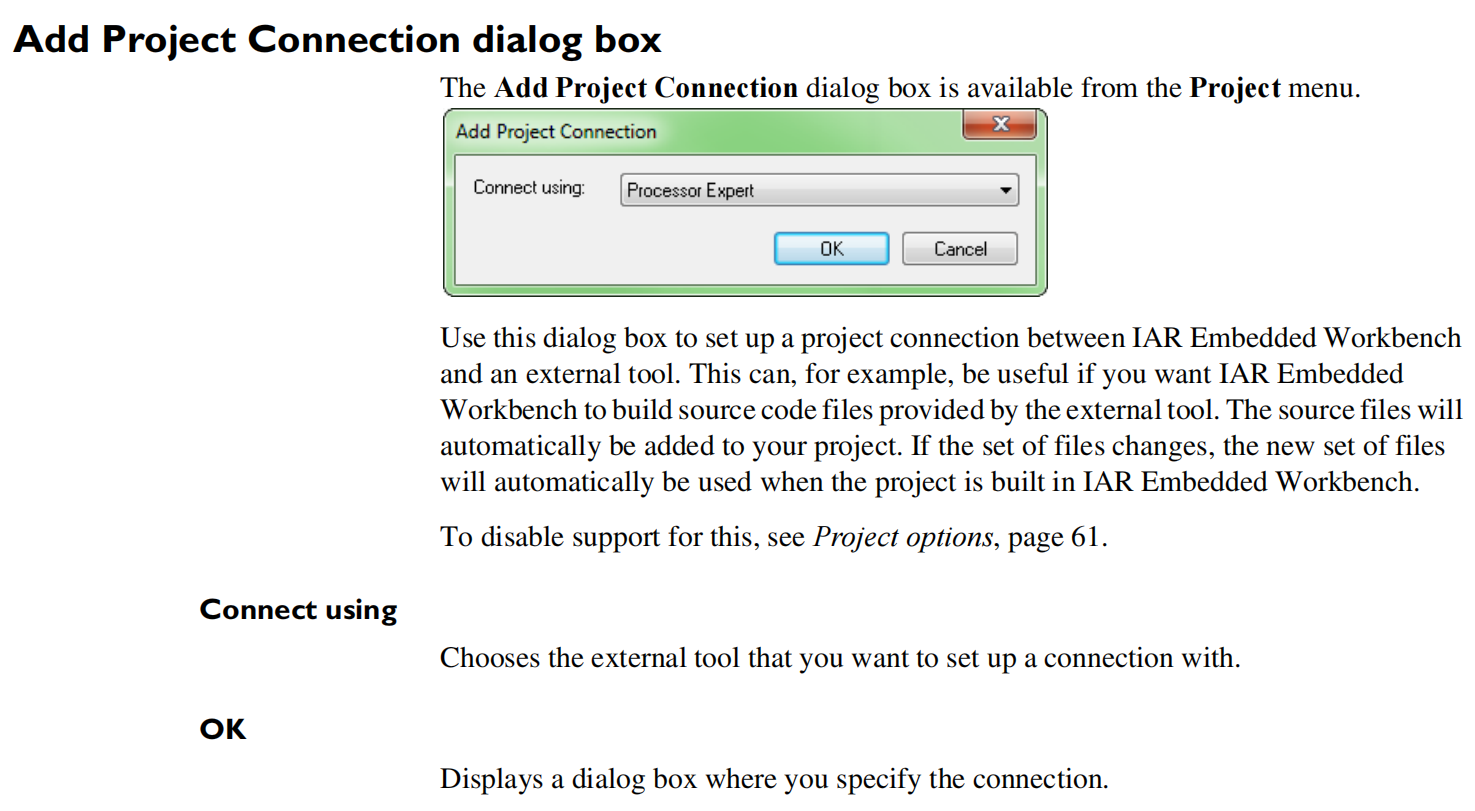 Add Project Connection dialog box
The Add Project Connection dialog box is available from the Project menu.
Add Project Connection
Connect using:
Processor Expert
OK
Cancel
Use this dialog box to set up a project connection between IAR Embedded Workbench
and an external tool. This can, for example, be useful if you want IAR Embedded
Workbench to build source code files provided by the external tool. The source files will
automatically be added to your project. If the set of files changes, the new set of files
will automatically be used when the project is built in IAR Embedded Workbench.
To disable support for this, see Project options, page 61.
Connect using
Chooses the external tool that you want to set up a connection with.
OK
Displays a dialog box where you specify the connection.